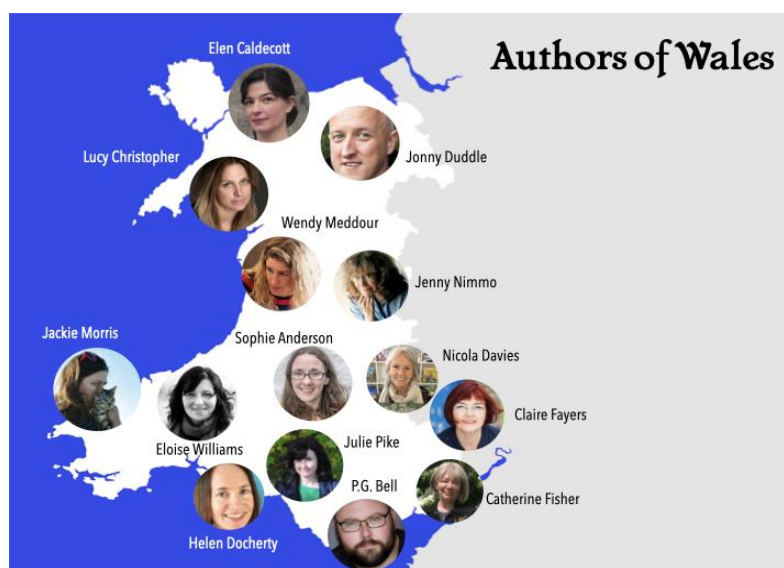 Authors of Wales
Elen Caldecott
Lucy Christopher
Jonny Duddle
Wendy Meddour
Jenny Nimmo
Jackie Morris
Sophie Anderson
Nicola Davies
Claire Fayers
Eloise Williams
Julie Pike
P.G. Bell
Catherine Fisher
Helen Docherty